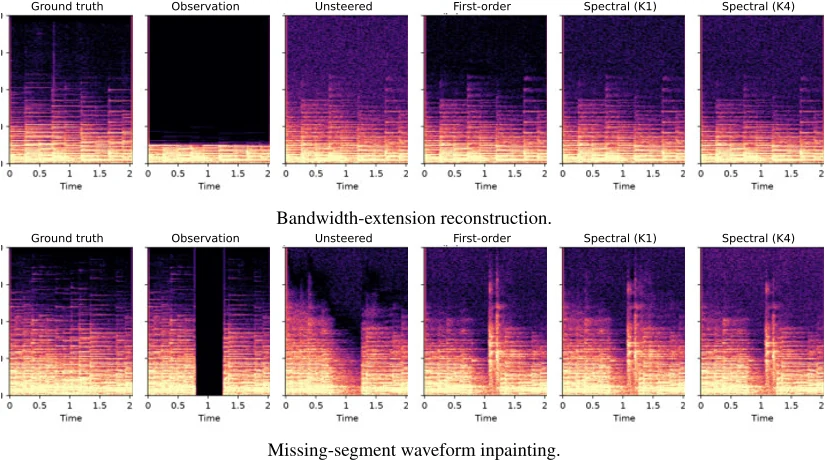 Ground truth Observation Unsteered First-order Spectral (K1) Spectral (K4)
0 0.5 1 1.5 2 0 0.5 1 1.5 2 0 0.5 1 1.5 2 0 0.5 1 1.5 2 0 0.5 1 1.5 2 0 0.5 1 1.5 2
Time Time Time Time Time Time
Bandwidth-extension reconstruction.
Ground truth Observation Unsteered First-order Spectral (K1) Spectral (K4)
0 0.5 1 1.5 2 0 0.5 1 1.5 2 0 0.5 1 1.5 2 0 0.5 1 1.5 2 0 0.5 1 1.5 2 0 0.5 1 1.5 2
Time Time Time Time Time Time
Missing-segment waveform inpainting.